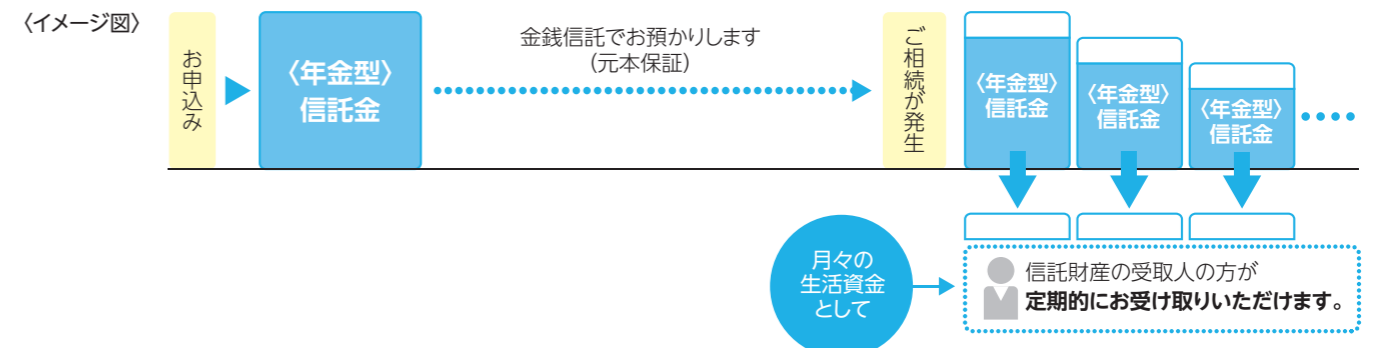 〈イメージ図〉
お申込み
〈年金型〉
信託金
金銭信託でお預かりします
(元本保証)
ご相続が発生
〈年金型〉
信託金
〈年金型〉
信託金
〈年金型〉
信託金
月々の
生活資金
として
信託財産の受取人の方が
定期的にお受け取りいただけます。